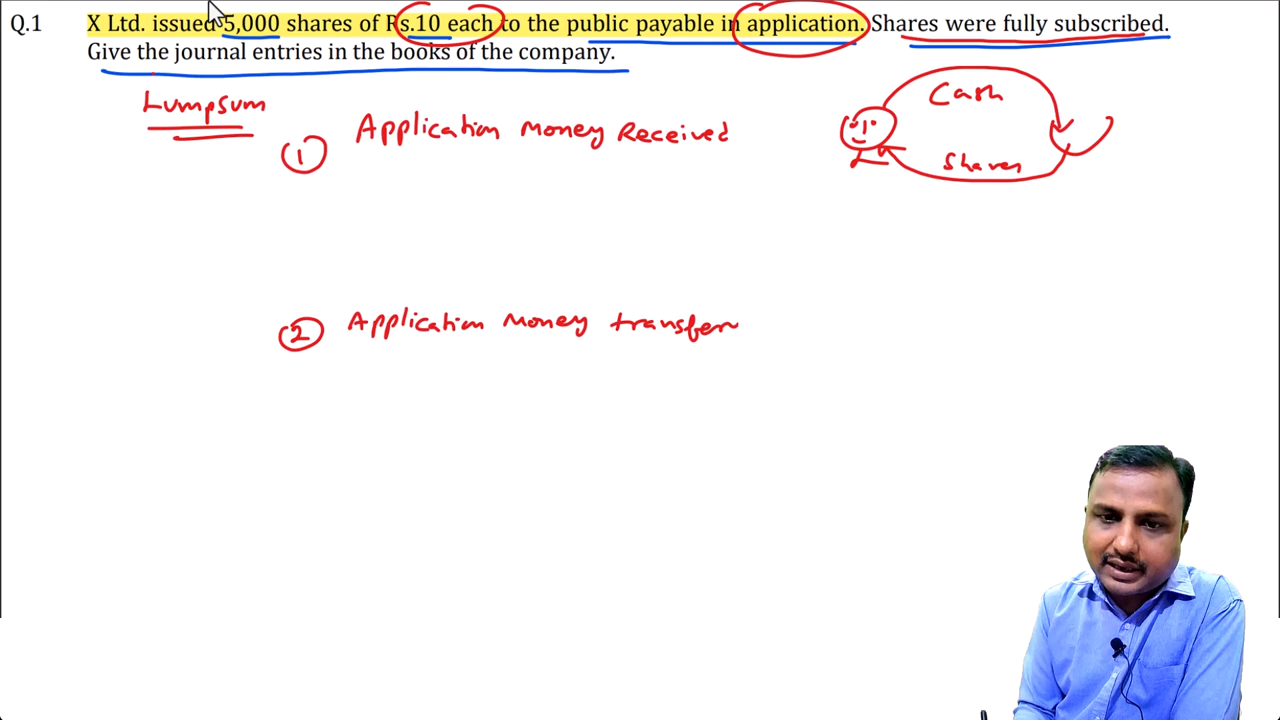 Q.1 X Ltd. issued 5,000 shares of Rs.10 each to the public payable in application. Shares were fully subscribed.
Give the journal entries in the books of the company.
Lumpsum
1 Application Money Received
Cash
Shares
2 Application Money transfer